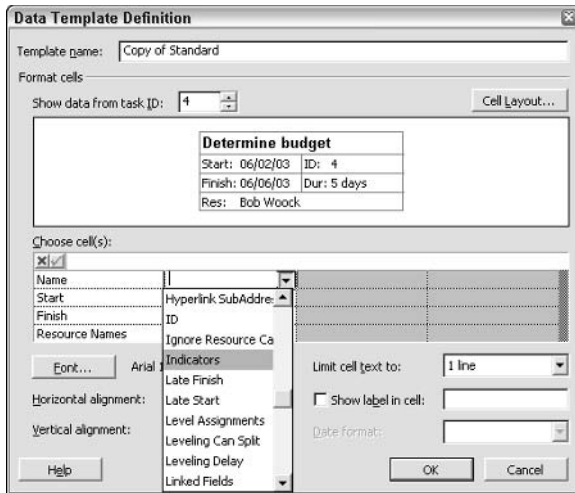 Data Template Definition
Template name: Copy of Standard
Format cells
Show data from task ID: 4 Cell Layout...
Determine budget
Start: 06/02/03 ID: 4
Finish: 06/06/03 Dur: 5 days
Res: Bob Woock
Choose cell(s):
Name
Start Hyperlink SubAddre
Finish ID
Resource Names Ignore Resource Ca
Indicators
Font... Arial Late Finish Limit cell text to: 1 line
Horizontal alignment: Late Start Show label in cell:
Level Assignments
Vertical alignment: Leveling Can Split Date format:
Leveling Delay
Help Linked Fields OK Cancel